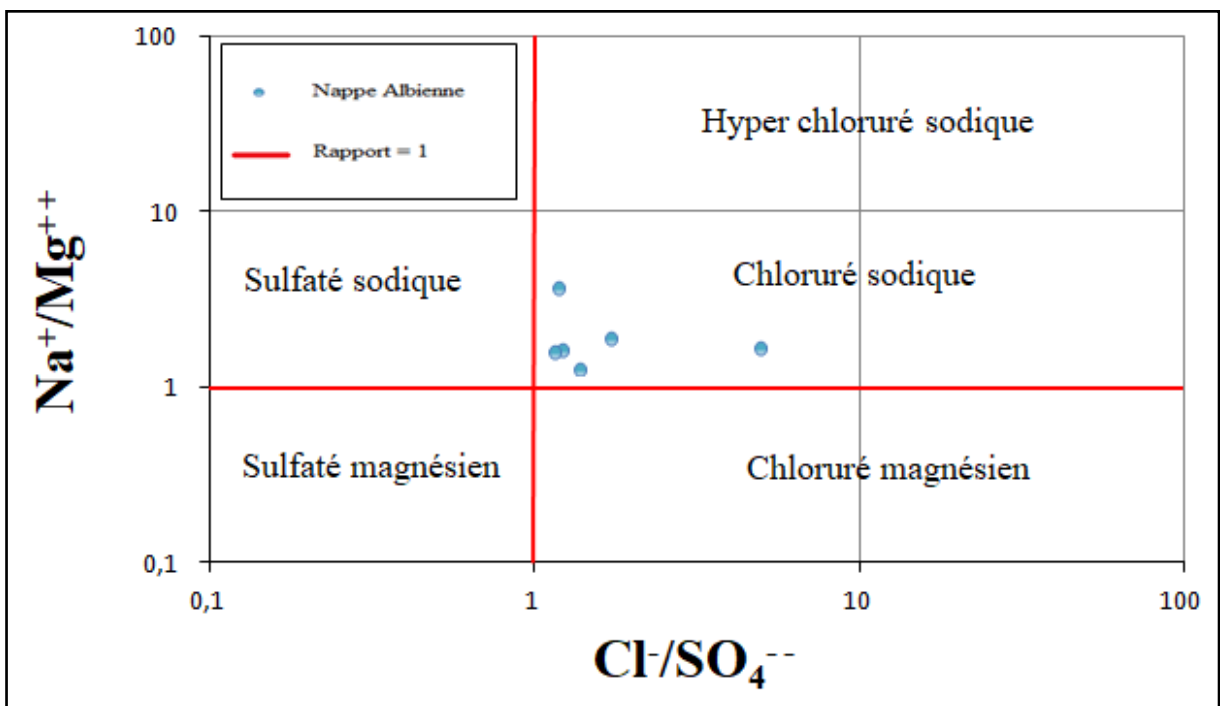 100
10
1
0,1
Na⁺/Mg⁺⁺
Nappe Albienne
Rapport = 1
Hyper chloruré sodique
Sulfaté sodique
Chloruré sodique
Sulfaté magnésien
Chloruré magnésien
0,1
1
10
100
Cl⁻/SO₄⁻⁻